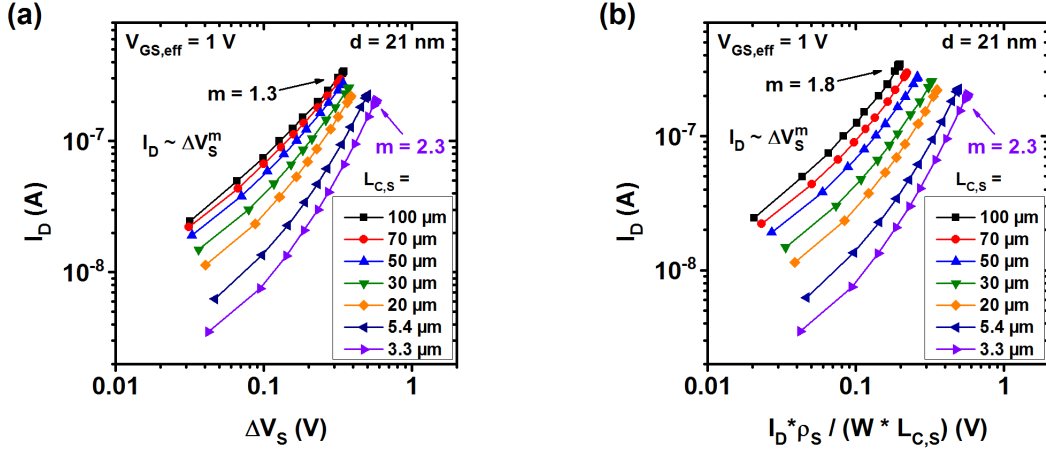 (a)
V_GS,eff = 1 V
d = 21 nm
m = 1.3
I_D ~ ΔV_S^m
m = 2.3
L_C,S =
100 µm
70 µm
50 µm
30 µm
20 µm
5.4 µm
3.3 µm
10⁻⁷
10⁻⁸
I_D (A)
0.01
0.1
1
ΔV_S (V)
(b)
V_GS,eff = 1 V
d = 21 nm
m = 1.8
I_D ~ ΔV_S^m
m = 2.3
L_C,S =
100 µm
70 µm
50 µm
30 µm
20 µm
5.4 µm
3.3 µm
10⁻⁷
10⁻⁸
I_D (A)
0.01
0.1
1
I_D*ρ_S / (W * L_C,S) (V)